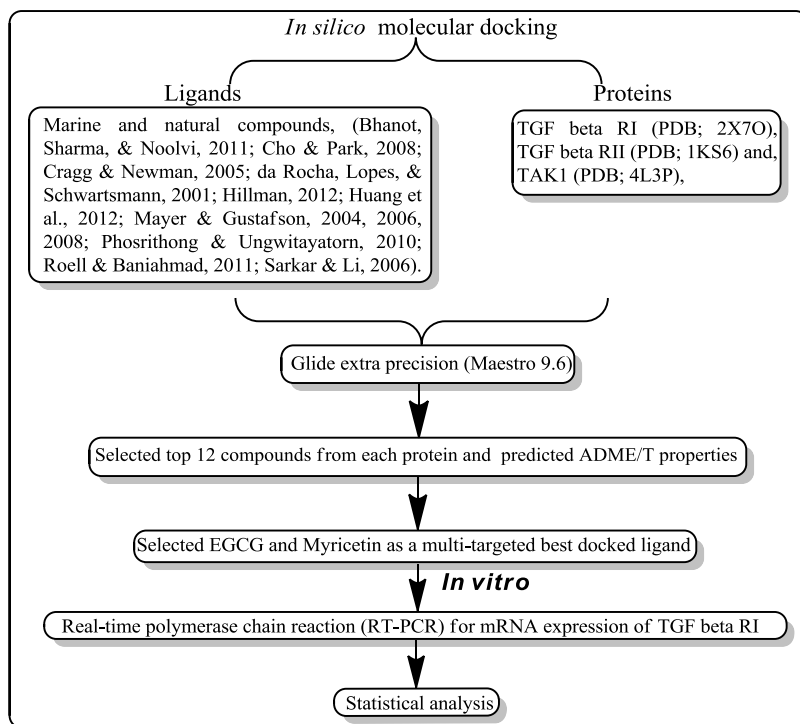 In silico molecular docking
Ligands
Marine and natural compounds, (Bhanot,
Sharma, & Noolvi, 2011; Cho & Park, 2008;
Cragg & Newman, 2005; da Rocha, Lopes,
& Schwartsmann, 2001; Hillman, 2012; Huang
et al., 2012; Mayer & Gustafson, 2004, 2006,
2008; Phosrithong & Ungwitayatorn, 2010;
Roell & Baniahmad, 2011; Sarkar & Li, 2006).
Proteins
TGF beta RI (PDB; 2X7O),
TGF beta RII (PDB; 1KS6) and,
TAK1 (PDB; 4L3P),
Glide extra precision (Maestro 9.6)
Selected top 12 compounds from each protein and predicted ADME/T properties
Selected EGCG and Myricetin as a multi-targeted best docked ligand
In vitro
Real-time polymerase chain reaction (RT-PCR) for mRNA expression of TGF beta RI
Statistical analysis